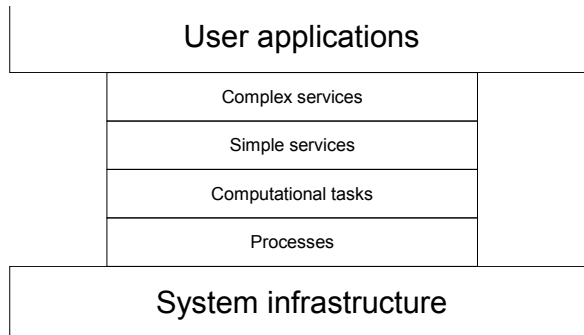 User applications
Complex services
Simple services
Computational tasks
Processes
System infrastructure